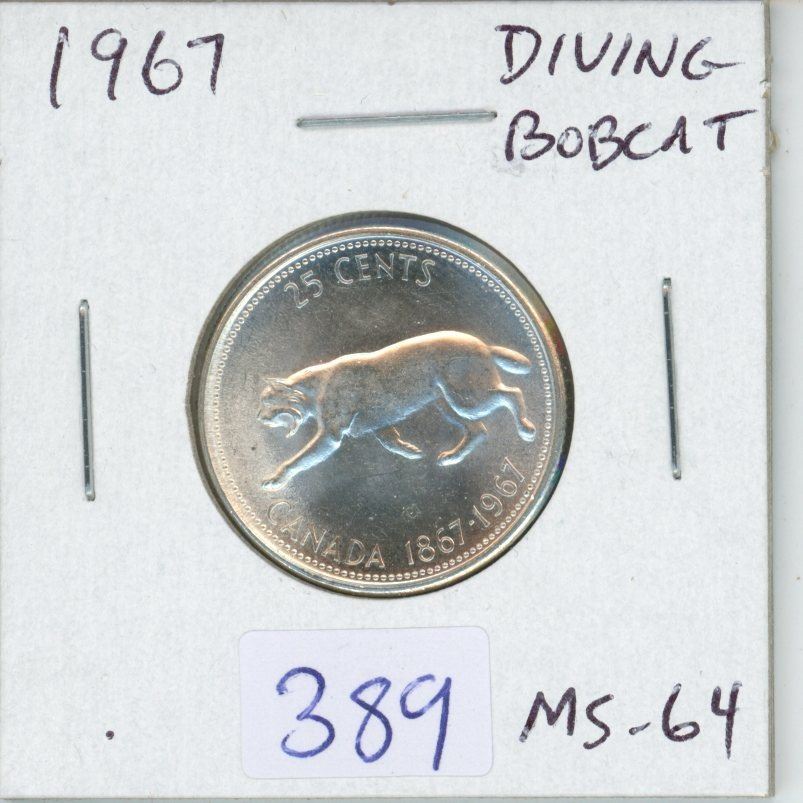 1967
DIVING
BOBCAT
25 CENTS
CANADA 1867-1967
389
MS-64